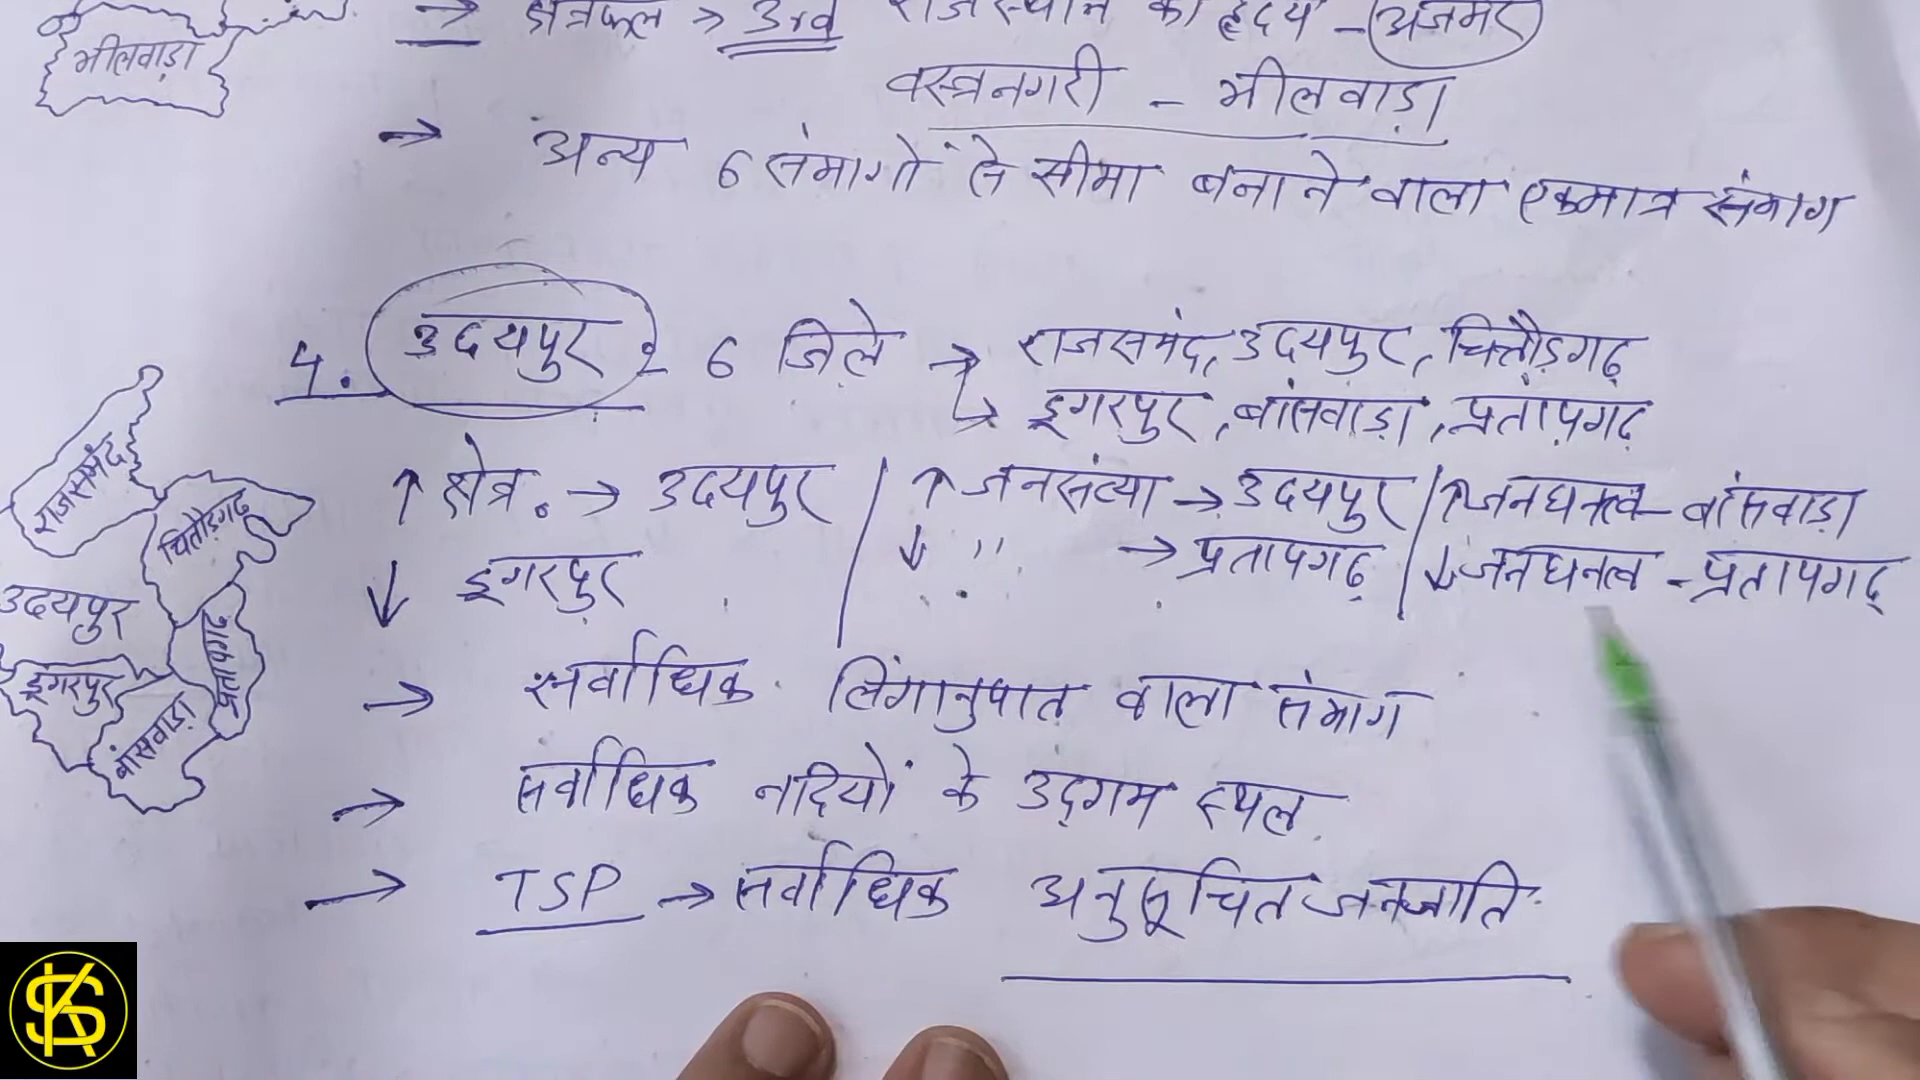 भीलवाड़ा
→ क्षेत्रफल → 3rd राजस्थान का हृदय - अजमेर
वस्त्रनगरी - भीलवाड़ा
→ अन्य 6 संभागों से सीमा बनाने वाला एकमात्र संभाग
4. उदयपुर : 6 जिले → राजसमंद, उदयपुर, चित्तौड़गढ़
→ डूंगरपुर, बांसवाड़ा, प्रतापगढ़
↑ क्षेत्र. → उदयपुर / ↑ जनसंख्या → उदयपुर / ↑ जनघनत्व - बांसवाड़ा
↓ डूंगरपुर ↓ " → प्रतापगढ़ / ↓ जनघनत्व - प्रतापगढ़
→ सर्वाधिक लिंगानुपात वाला संभाग
→ सर्वाधिक नदियों के उद्गम स्थल
→ TSP → सर्वाधिक अनुसूचित जनजाति
राजसमंद
चित्तौड़गढ़
उदयपुर
प्रतापगढ़
डूंगरपुर
बांसवाड़ा